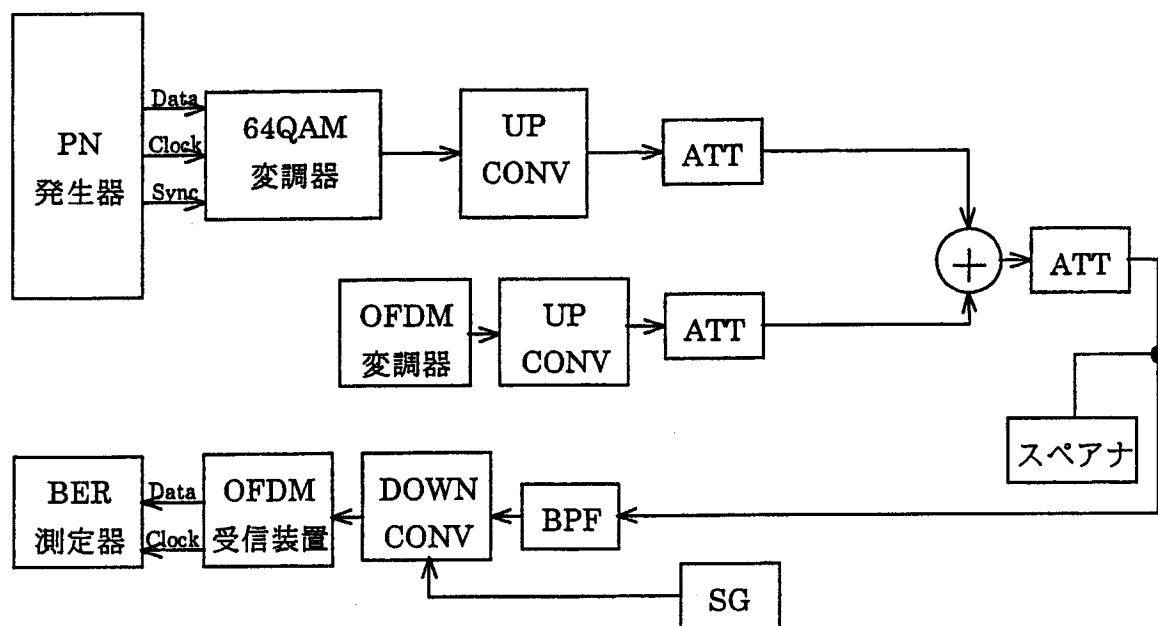 PN
発生器
Data
Clock
Sync
64QAM
変調器
UP
CONV
ATT
OFDM
変調器
UP
CONV
ATT
+
ATT
スペアナ
BER
測定器
Data
Clock
OFDM
受信装置
DOWN
CONV
BPF
SG